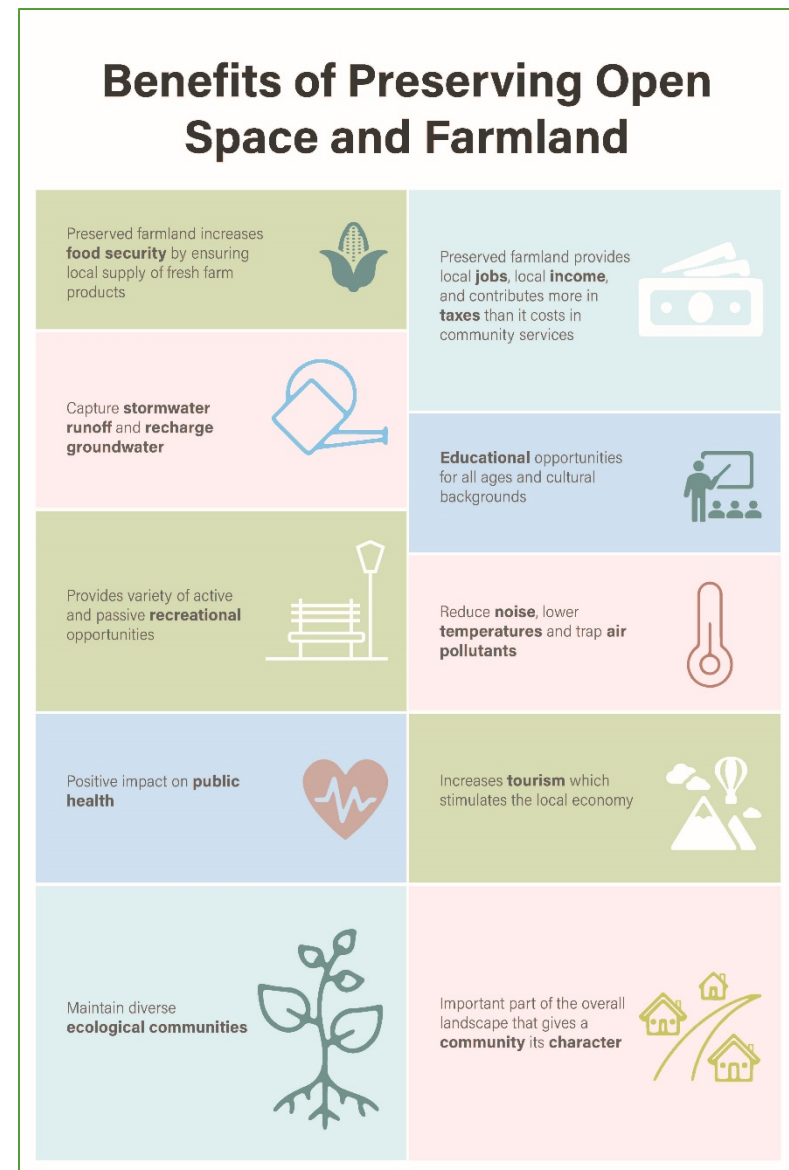 Benefits of Preserving Open
Space and Farmland
Preserved farmland increases
food security by ensuring
local supply of fresh farm
products
Preserved farmland provides
local jobs, local income,
and contributes more in
taxes than it costs in
community services
Capture stormwater
runoff and recharge
groundwater
Educational opportunities
for all ages and cultural
backgrounds
Provides variety of active
and passive recreational
opportunities
Reduce noise, lower
temperatures and trap air
pollutants
Positive impact on public
health
Increases tourism which
stimulates the local economy
Maintain diverse
ecological communities
Important part of the overall
landscape that gives a
community its character